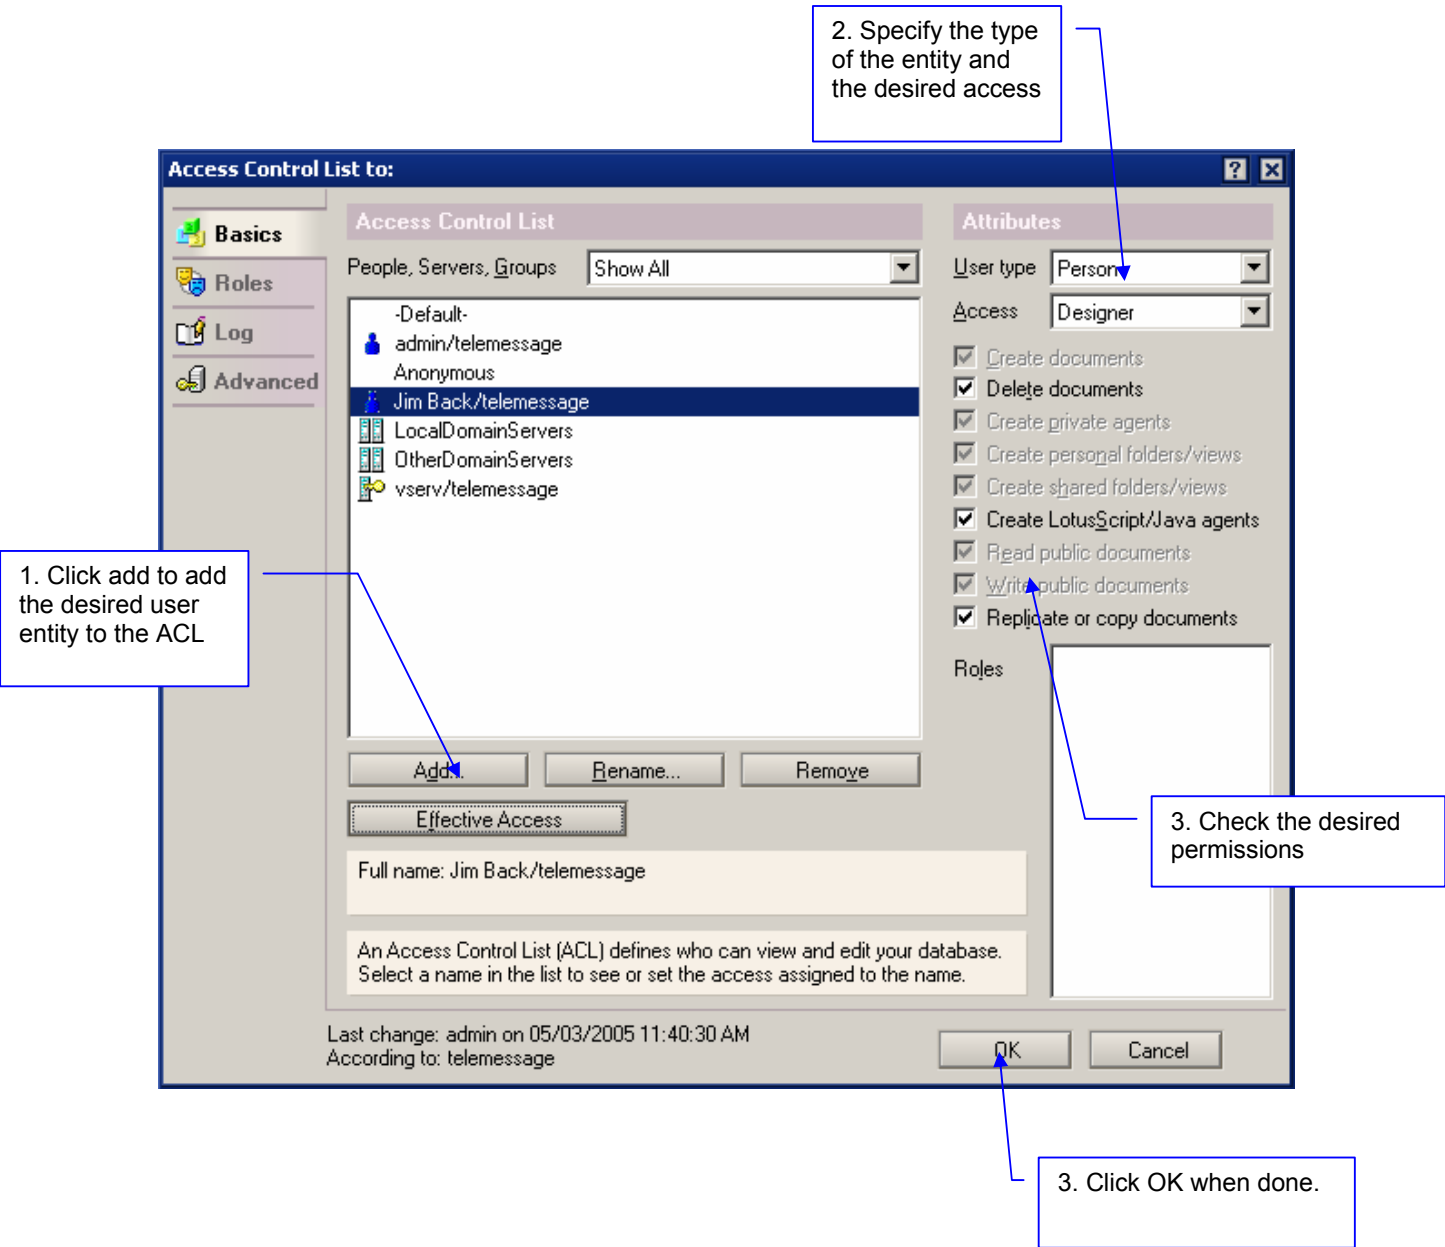 2. Specify the type
of the entity and
the desired access
Access Control List to:
Basics
Roles
Log
Advanced
Access Control List
People, Servers, Groups
Show All
-Default-
admin/telemessage
Anonymous
Jim Back/telemessage
LocalDomainServers
OtherDomainServers
vserv/telemessage
Attributes
User type
Person
Access
Designer
Create documents
Delete documents
Create private agents
Create personal folders/views
Create shared folders/views
Create LotusScript/Java agents
Read public documents
Write public documents
Replicate or copy documents
Roles
1. Click add to add
the desired user
entity to the ACL
Add...
Rename...
Remove
Effective Access
3. Check the desired
permissions
Full name: Jim Back/telemessage
An Access Control List (ACL) defines who can view and edit your database.
Select a name in the list to see or set the access assigned to the name.
Last change: admin on 05/03/2005 11:40:30 AM
According to: telemessage
OK
Cancel
3. Click OK when done.